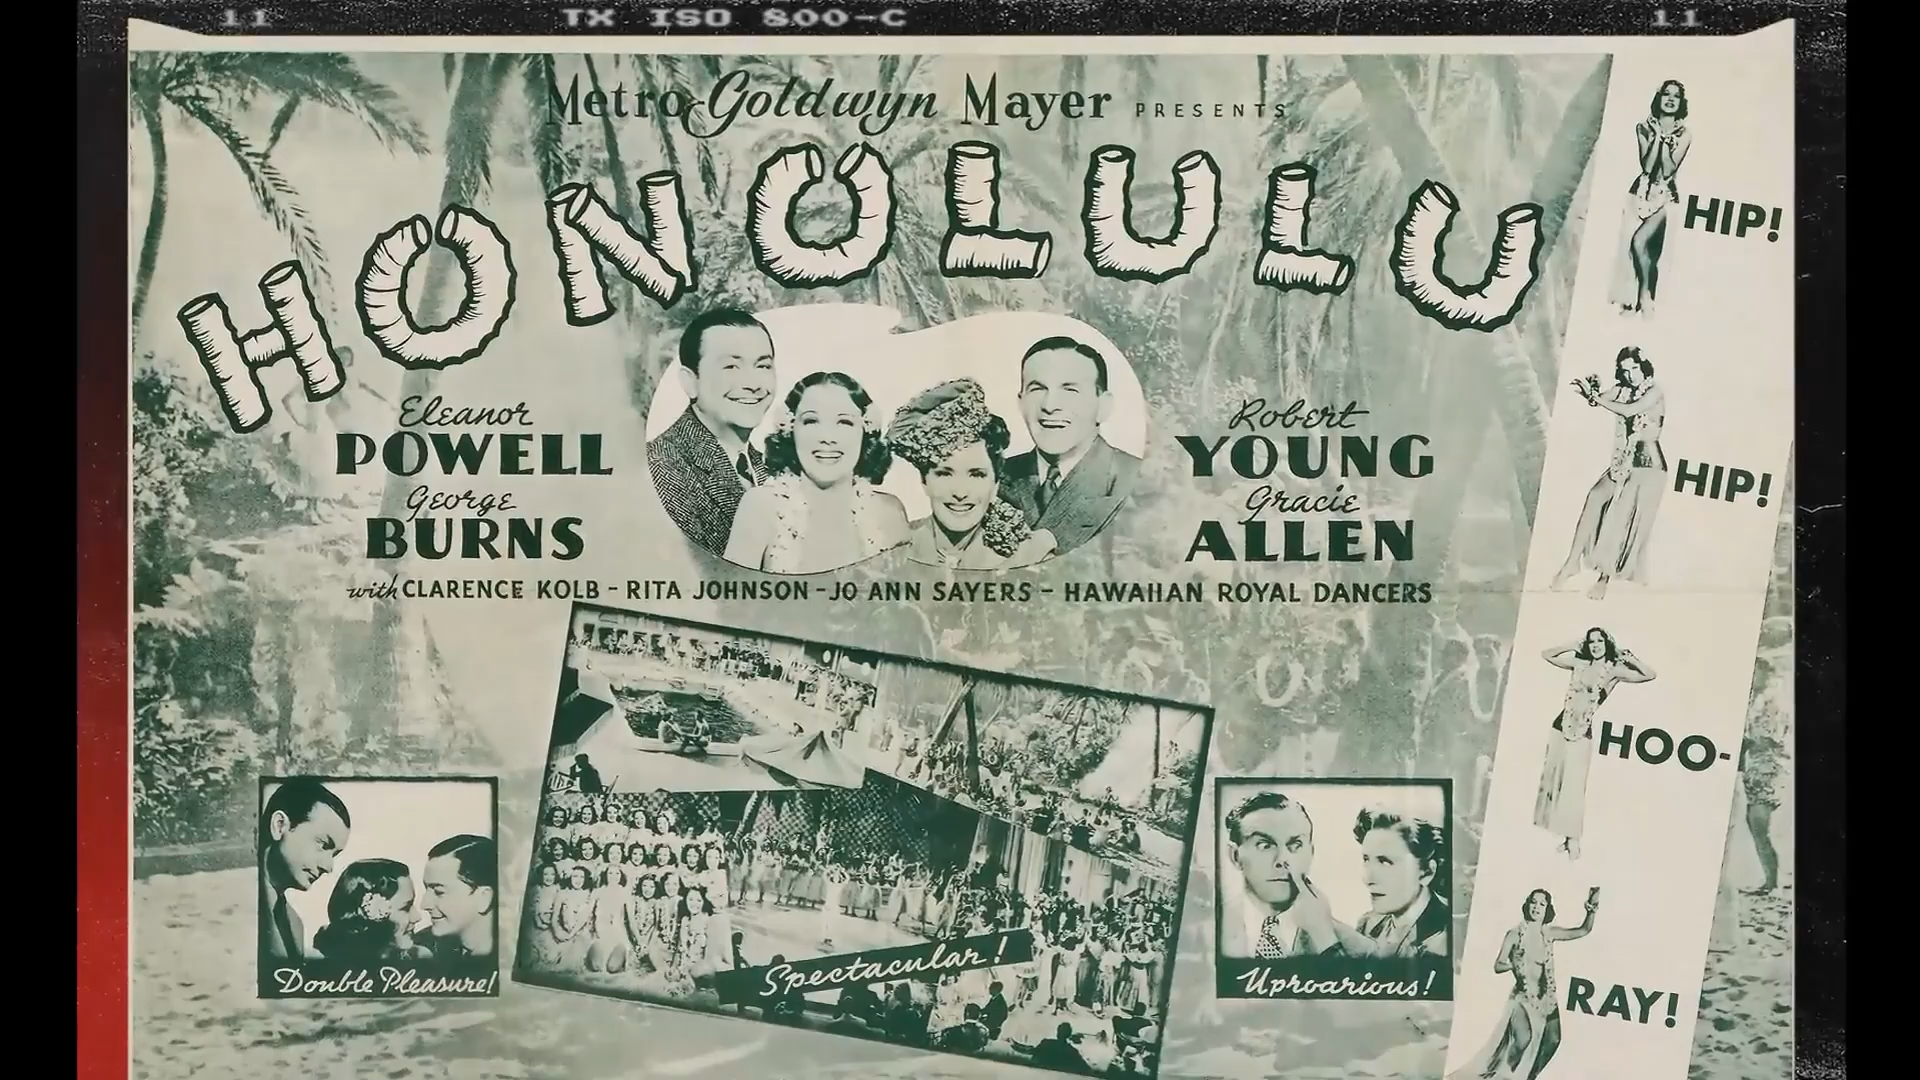 11 TX ISO 800-C 11
Metro-Goldwyn Mayer PRESENTS
HONOLULU
Eleanor
POWELL
George
BURNS
Robert
YOUNG
Gracie
ALLEN
with CLARENCE KOLB - RITA JOHNSON - JO ANN SAYERS - HAWAIIAN ROYAL DANCERS
Double Pleasure!
Spectacular!
Uproarious!
HIP!
HIP!
HOO-
RAY!